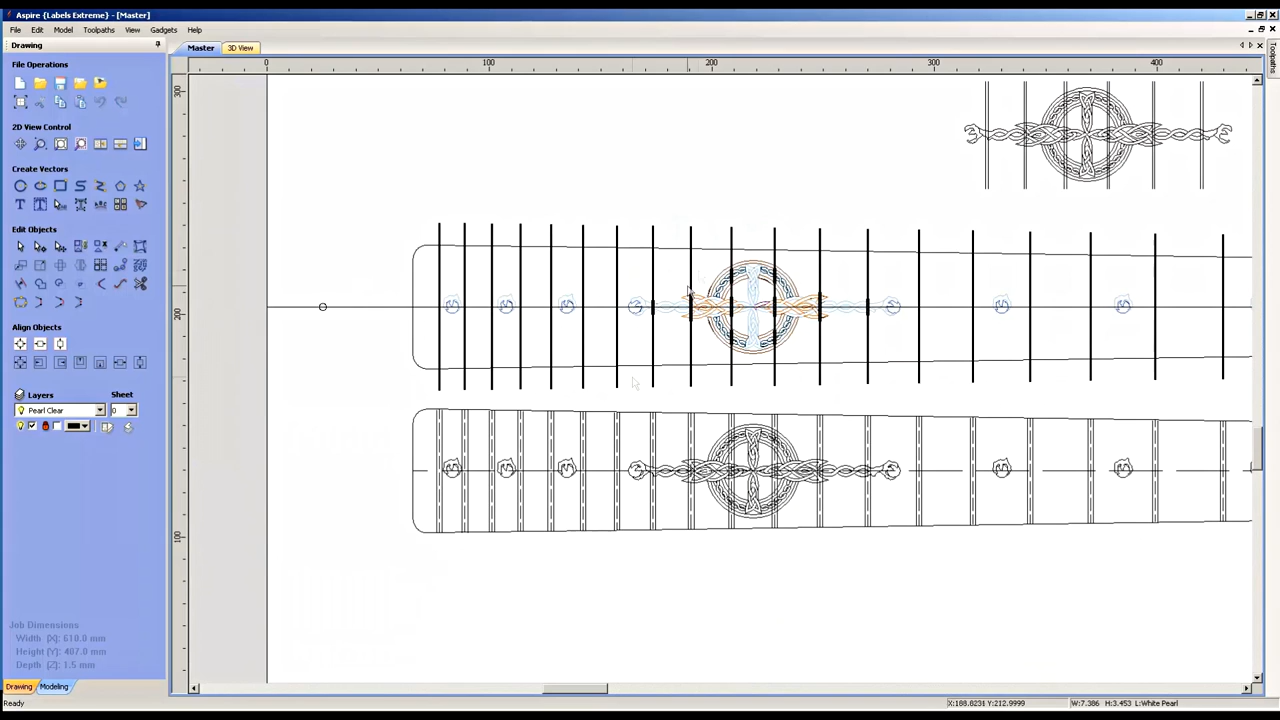 Aspire {Labels Extreme} - [Master]
File Edit Model Toolpaths View Gadgets Help
Drawing
Master 3D View
File Operations
2D View Control
Create Vectors
Edit Objects
Align Objects
Layers Sheet
Pearl Clear 0
0 100 200 300 400
300
200
100
Toolpaths
Job Dimensions
Width [X]: 610.0 mm
Height [Y]: 407.0 mm
Depth [Z]: 1.5 mm
Drawing Modeling
Ready X:188.8231 Y:212.9999 W:7.386 H:3.453 L:White Pearl